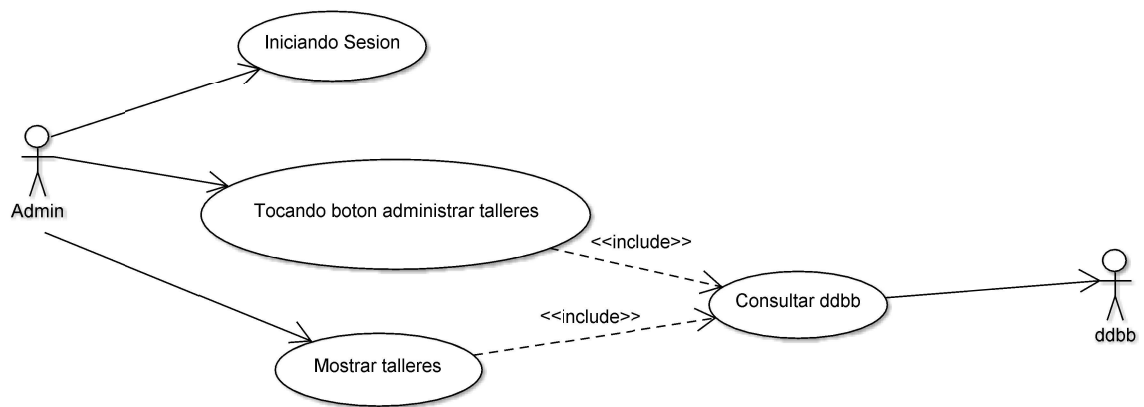 Iniciando Sesion
Admin
Tocando boton administrar talleres
<<include>>
Consultar ddbb
<<include>>
ddbb
Mostrar talleres